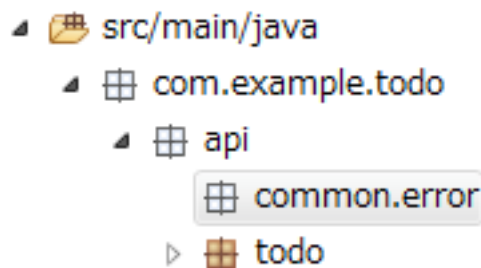 src/main/java
com.example.todo
api
common.error
todo